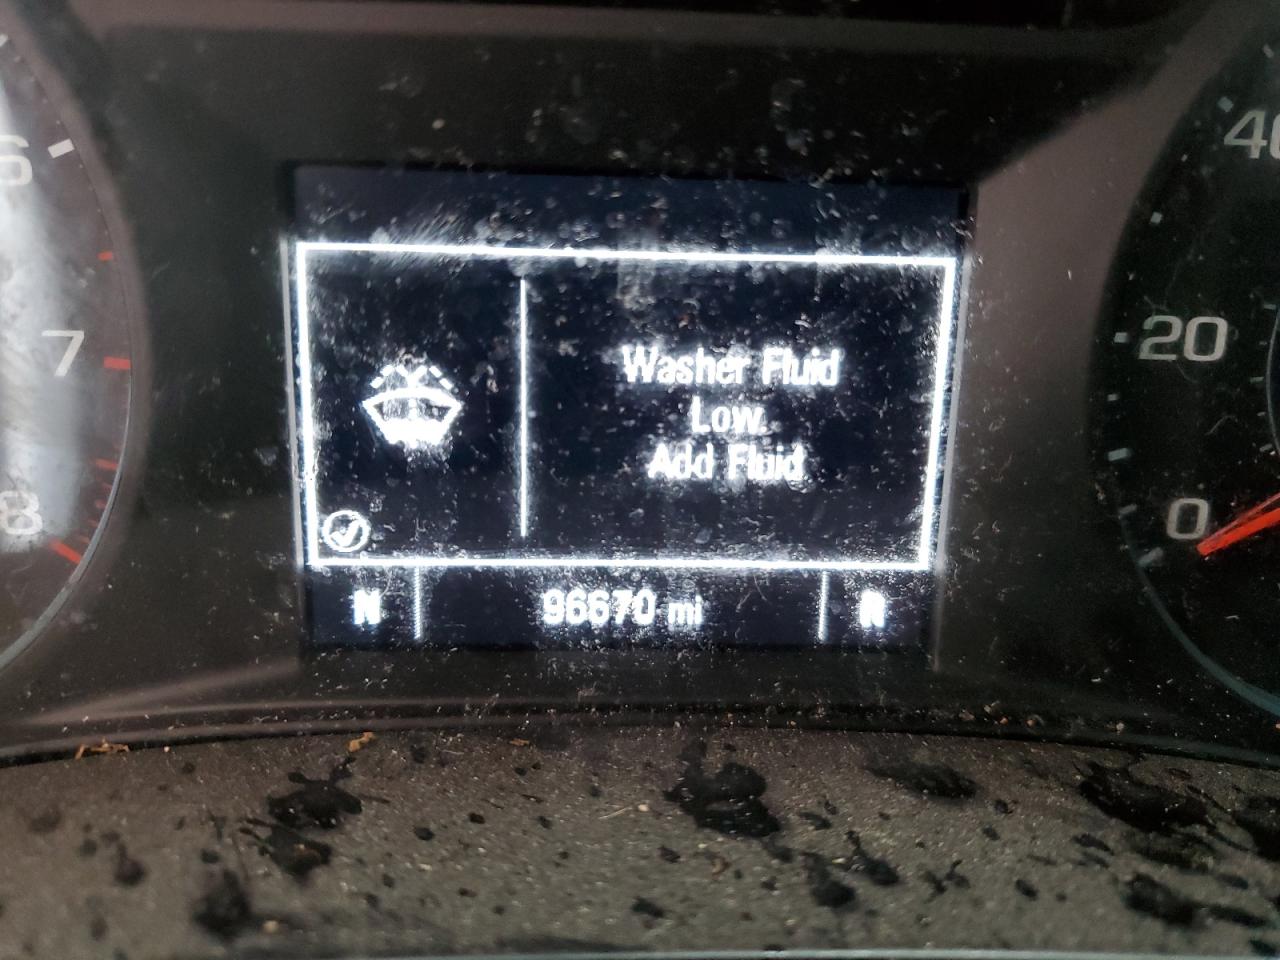 6
7
8
Washer Fluid
Low.
Add Fluid
N
96670 mi
N
40
20
0